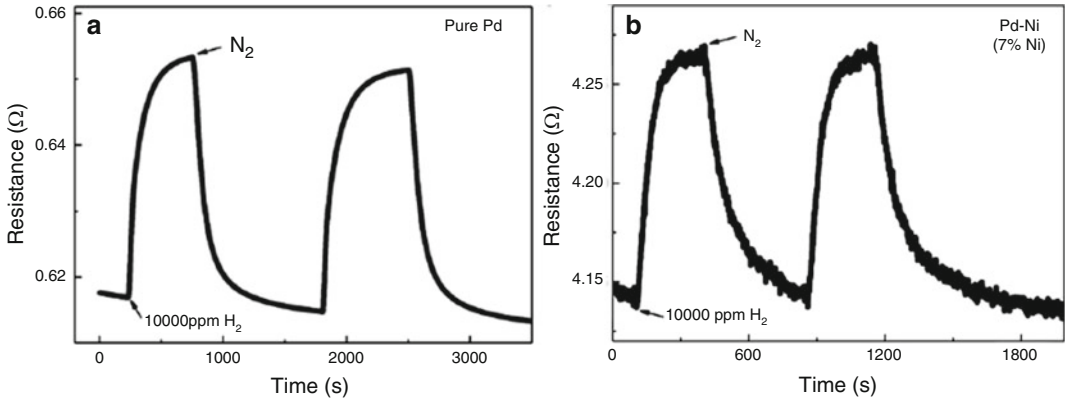 a
Pure Pd
N2
10000ppm H2
Resistance (Ω)
0.66
0.64
0.62
0
1000
2000
3000
Time (s)
b
Pd-Ni
(7% Ni)
N2
10000 ppm H2
Resistance (Ω)
4.25
4.20
4.15
0
600
1200
1800
Time (s)